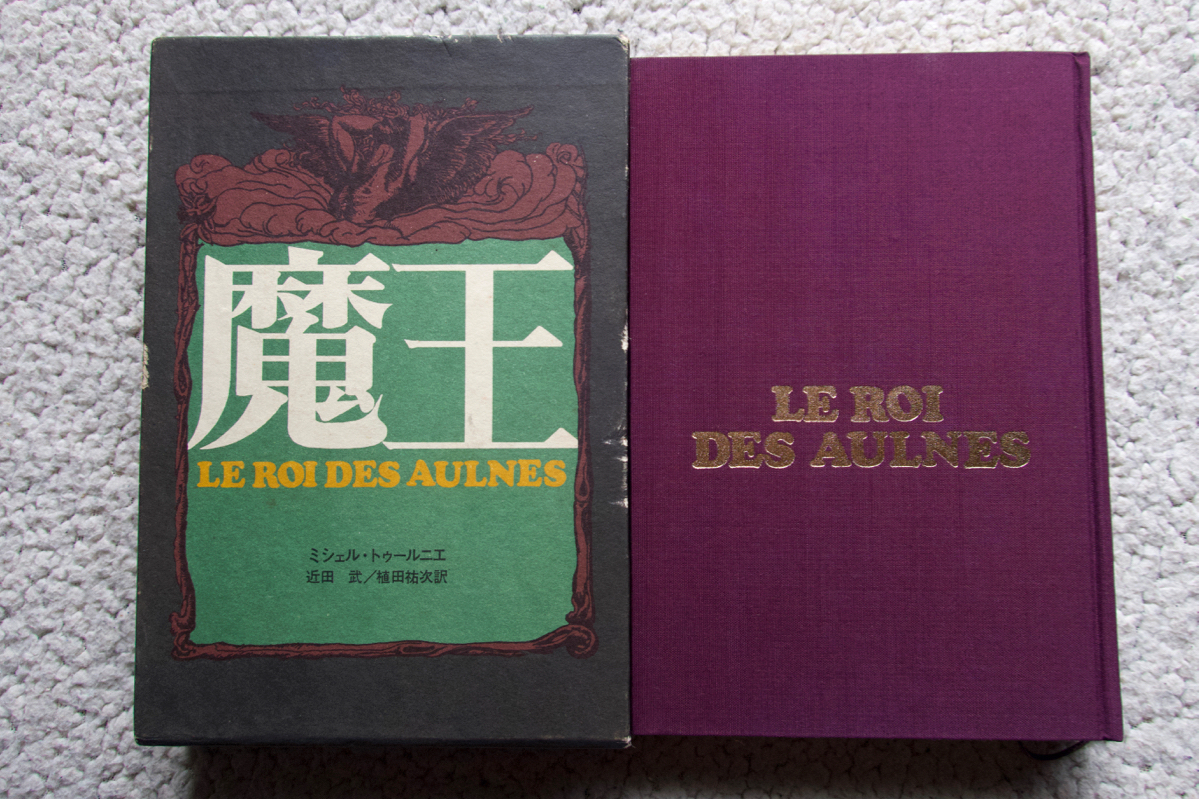 魔王
LE ROI DES AULNES
ミシェル・トゥールニエ
近田 武／植田祐次訳
LE ROI
DES AULNES